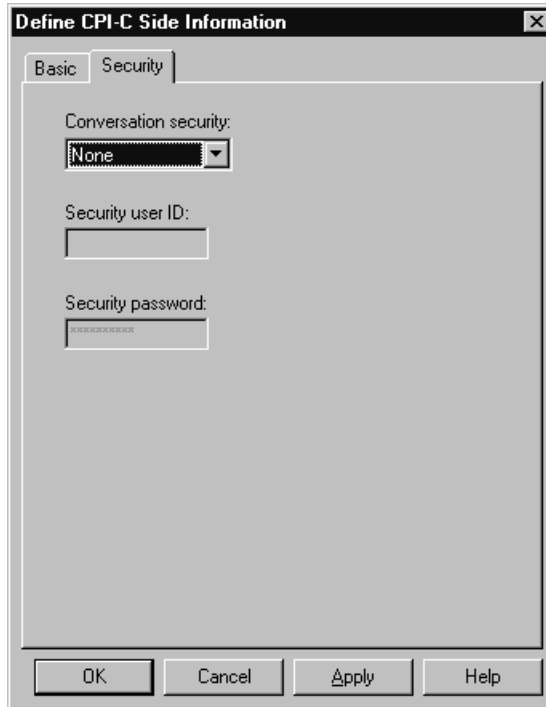 Define CPI-C Side Information
Basic Security
Conversation security:
None
Security user ID:
Security password:
**********
OK Cancel Apply Help